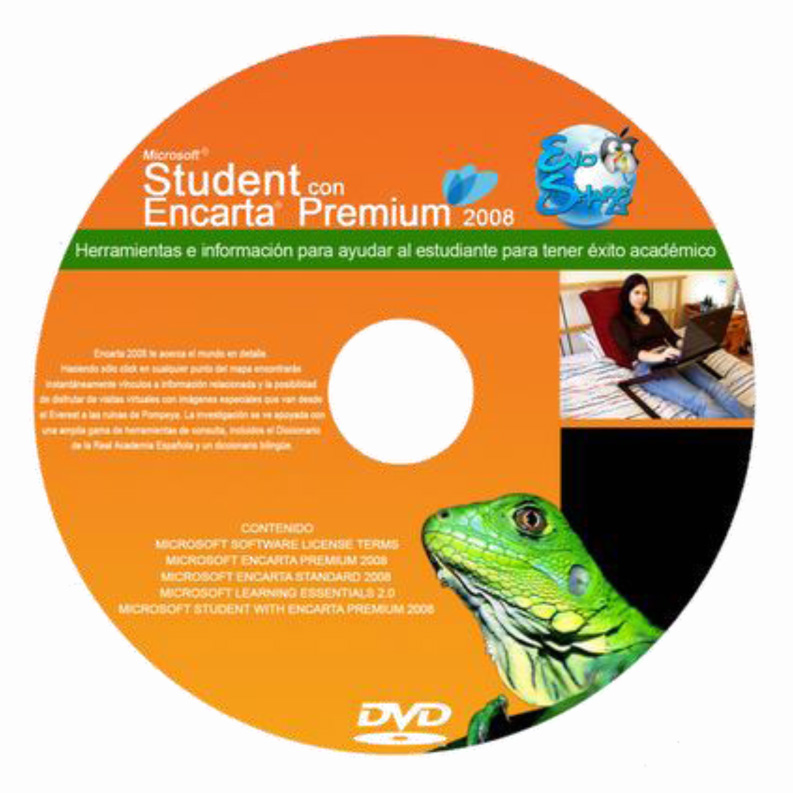 Microsoft®
Student con
Encarta® Premium 2008
Evo
Share
Herramientas e información para ayudar al estudiante para tener éxito académico
Encarta 2008 te acerca el mundo en detalle.
Haciendo sólo click en cualquier punto del mapa encontrarás
instantáneamente vínculos a información relacionada y la posibilidad
de disfrutar de visitas virtuales con imágenes especiales que van desde
el Everest a las ruinas de Pompeya. La investigación se ve apoyada con
una amplia gama de herramientas de consulta, incluidos el Diccionario
de la Real Academia Española y un diccionario bilingüe.
CONTENIDO
MICROSOFT SOFTWARE LICENSE TERMS
MICROSOFT ENCARTA PREMIUM 2008
MICROSOFT ENCARTA STANDARD 2008
MICROSOFT LEARNING ESSENTIALS 2.0
MICROSOFT STUDENT WITH ENCARTA PREMIUM 2008
DVD